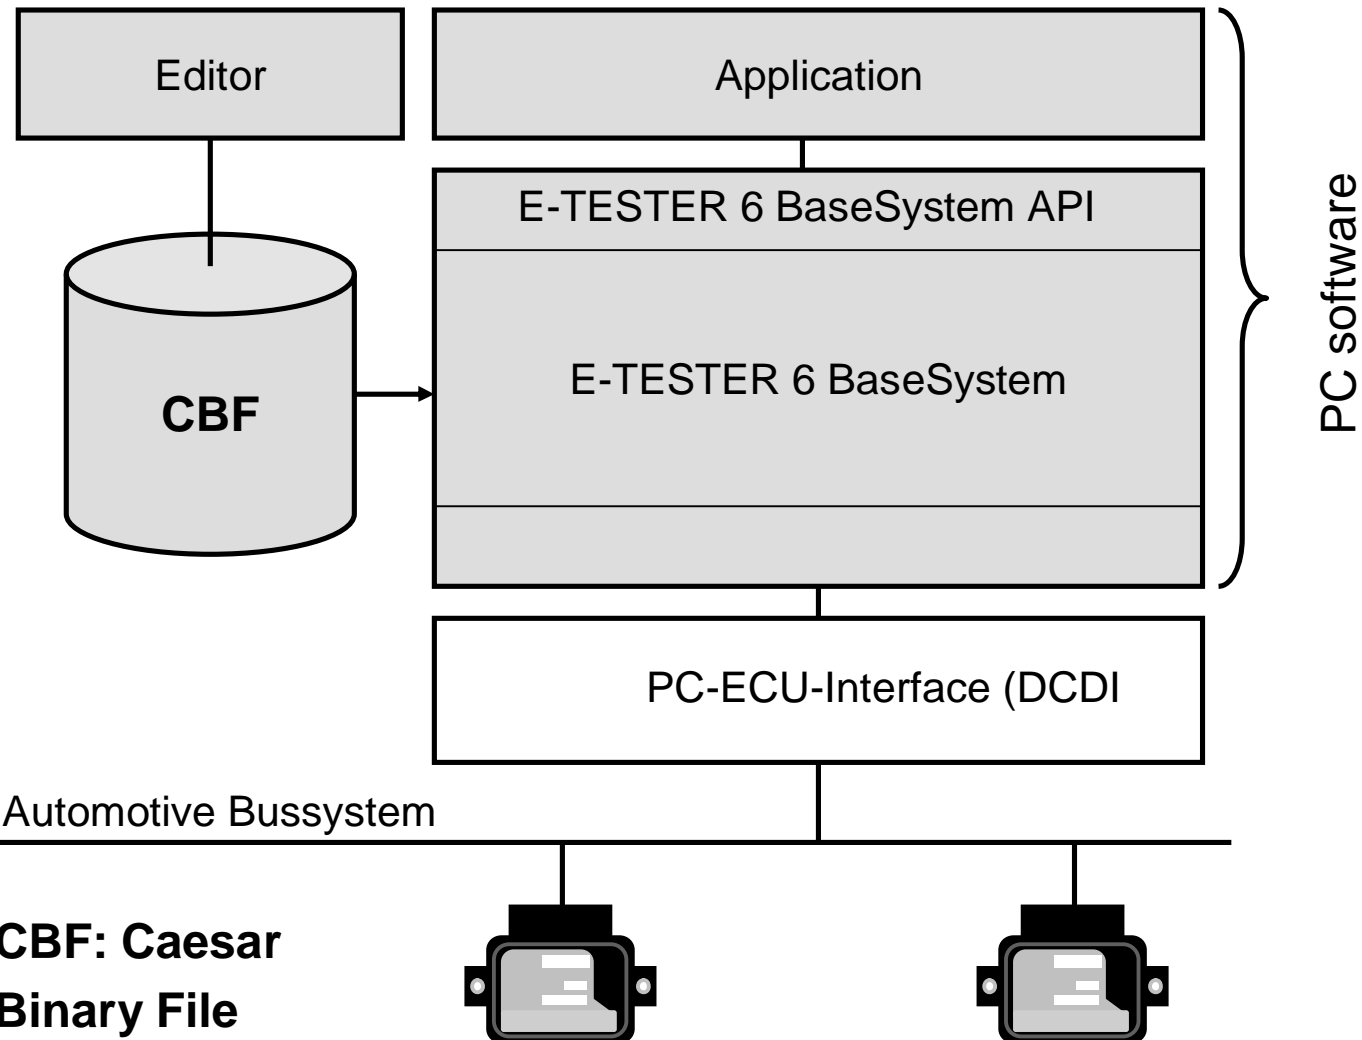 Editor
Application
E-TESTER 6 BaseSystem API
E-TESTER 6 BaseSystem
CBF
PC software
PC-ECU-Interface (DCDI
Automotive Bussystem
CBF: Caesar
Binary File